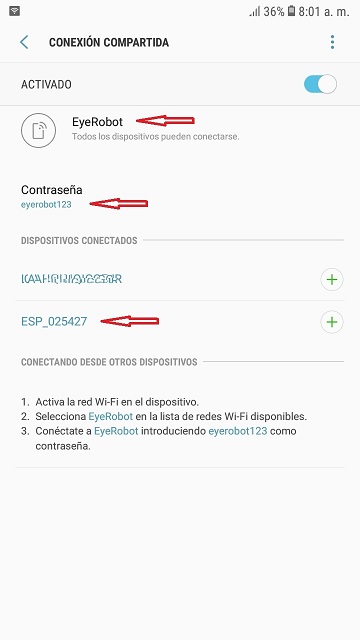 36% 8:01 a. m.
CONEXIÓN COMPARTIDA
ACTIVADO
EyeRobot
Todos los dispositivos pueden conectarse.
Contraseña
eyerobot123
DISPOSITIVOS CONECTADOS
ESP_025427
CONECTANDO DESDE OTROS DISPOSITIVOS
1. Activa la red Wi-Fi en el dispositivo.
2. Selecciona EyeRobot en la lista de redes Wi-Fi disponibles.
3. Conéctate a EyeRobot introduciendo eyerobot123 como
contraseña.